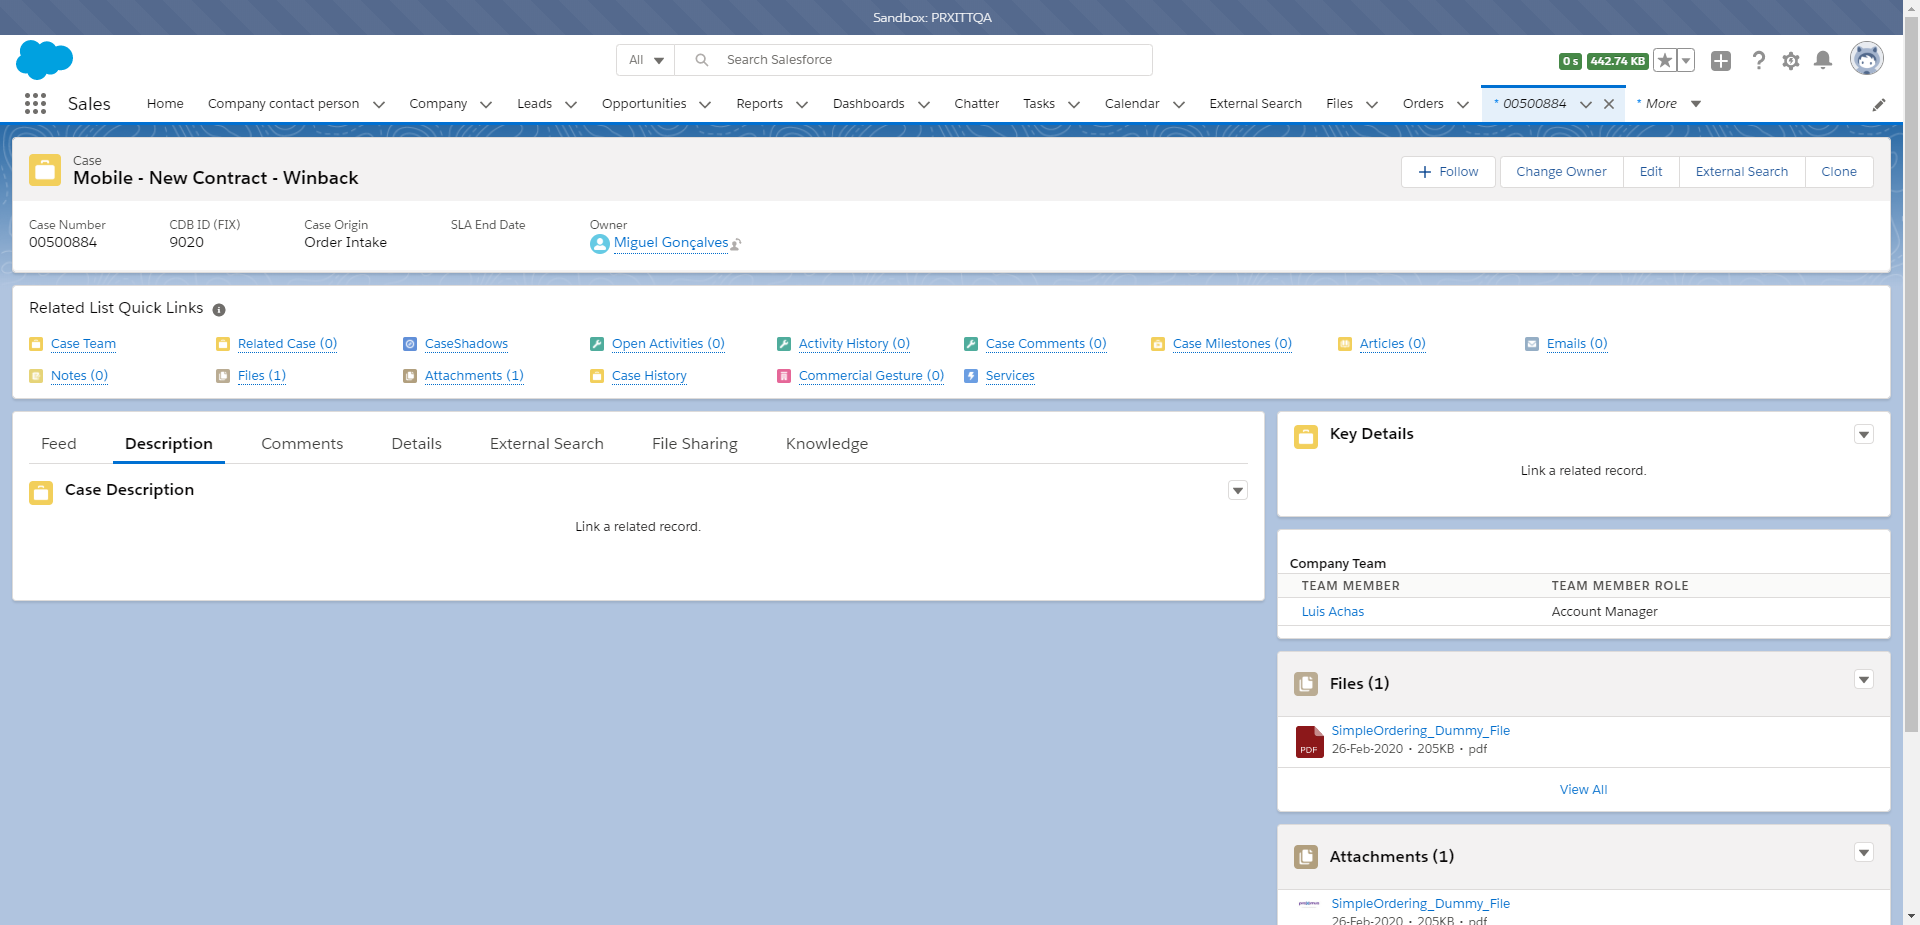 Sandbox: PRXITTQA
All
Search Salesforce
0 s 442.74 KB
Sales Home Company contact person Company Leads Opportunities Reports Dashboards Chatter Tasks Calendar External Search Files Orders * 00500884 * More
Case
Mobile - New Contract - Winback
+ Follow Change Owner Edit External Search Clone
Case Number CDB ID (FIX) Case Origin SLA End Date Owner
00500884 9020 Order Intake Miguel Gonçalves
Related List Quick Links
Case Team Related Case (0) CaseShadows Open Activities (0) Activity History (0) Case Comments (0) Case Milestones (0) Articles (0) Emails (0)
Notes (0) Files (1) Attachments (1) Case History Commercial Gesture (0) Services
Feed Description Comments Details External Search File Sharing Knowledge
Case Description
Link a related record.
Key Details
Link a related record.
Company Team
TEAM MEMBER TEAM MEMBER ROLE
Luis Achas Account Manager
Files (1)
PDF
SimpleOrdering_Dummy_File
26-Feb-2020 • 205KB • pdf
View All
Attachments (1)
SimpleOrdering_Dummy_File
26-Feb-2020 • 205KB • pdf